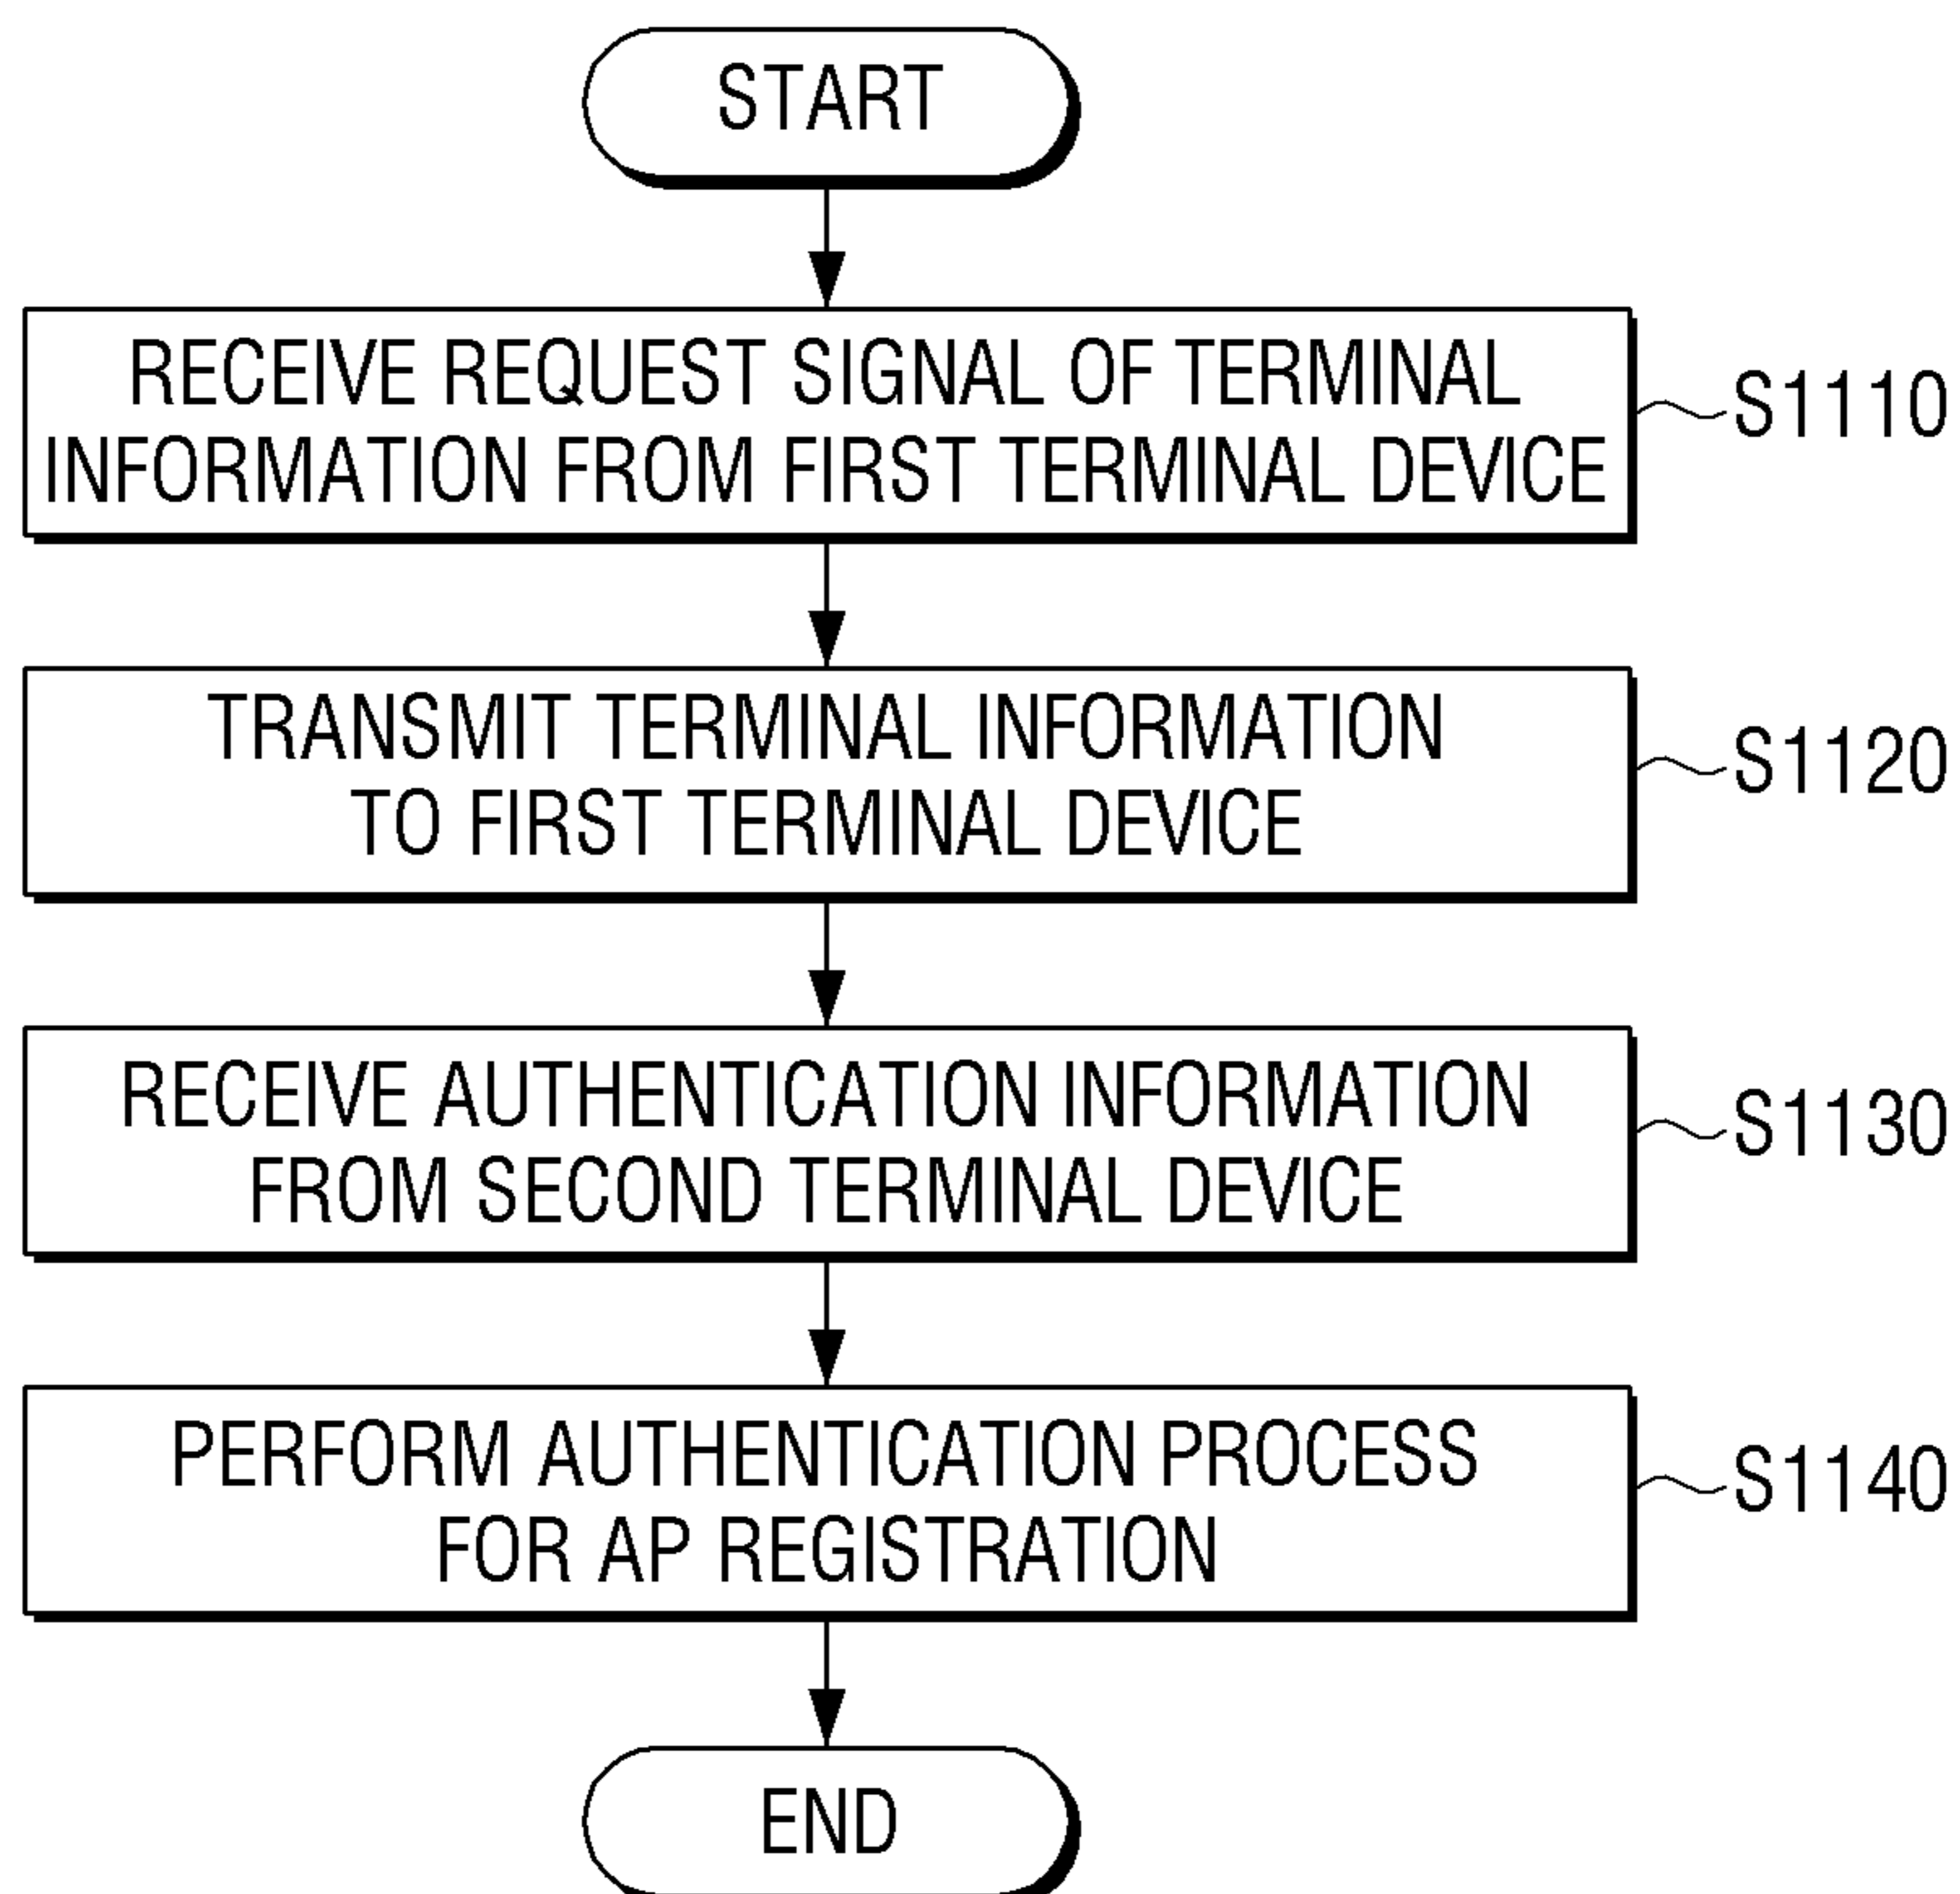 START
RECEIVE REQUEST SIGNAL OF TERMINAL
INFORMATION FROM FIRST TERMINAL DEVICE
S1110
TRANSMIT TERMINAL INFORMATION
TO FIRST TERMINAL DEVICE
S1120
RECEIVE AUTHENTICATION INFORMATION
FROM SECOND TERMINAL DEVICE
S1130
PERFORM AUTHENTICATION PROCESS
FOR AP REGISTRATION
S1140
END